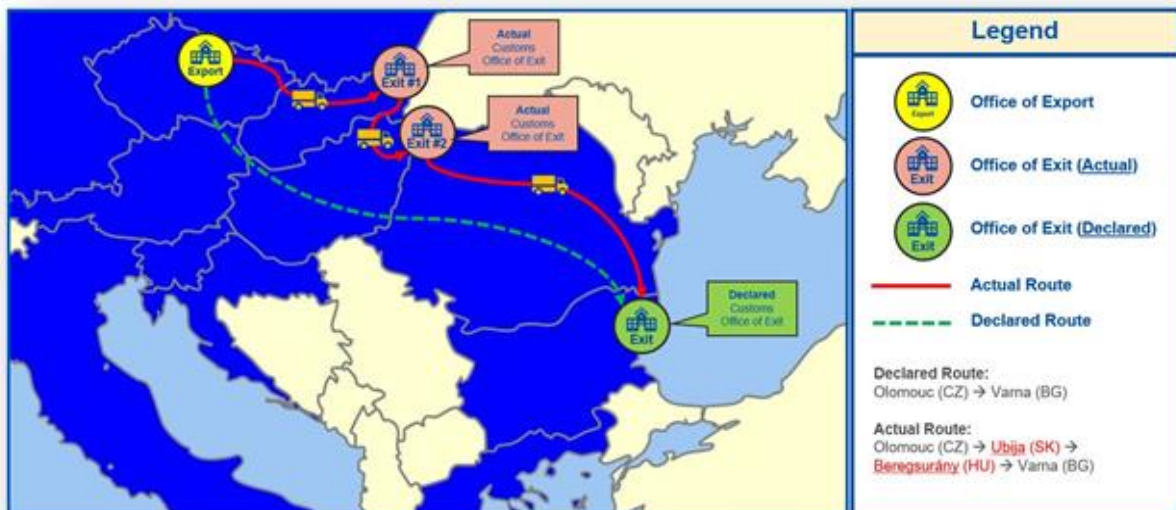 Export
Exit #1
Actual
Customs
Office of Exit
Exit #2
Actual
Customs
Office of Exit
Declared
Customs
Office of Exit
Exit
Legend
Export
Office of Export
Exit
Office of Exit (Actual)
Exit
Office of Exit (Declared)
Actual Route
Declared Route
Declared Route:
Olomouc (CZ) → Varna (BG)
Actual Route:
Olomouc (CZ) → Ubija (SK) →
Beregsurány (HU) → Varna (BG)